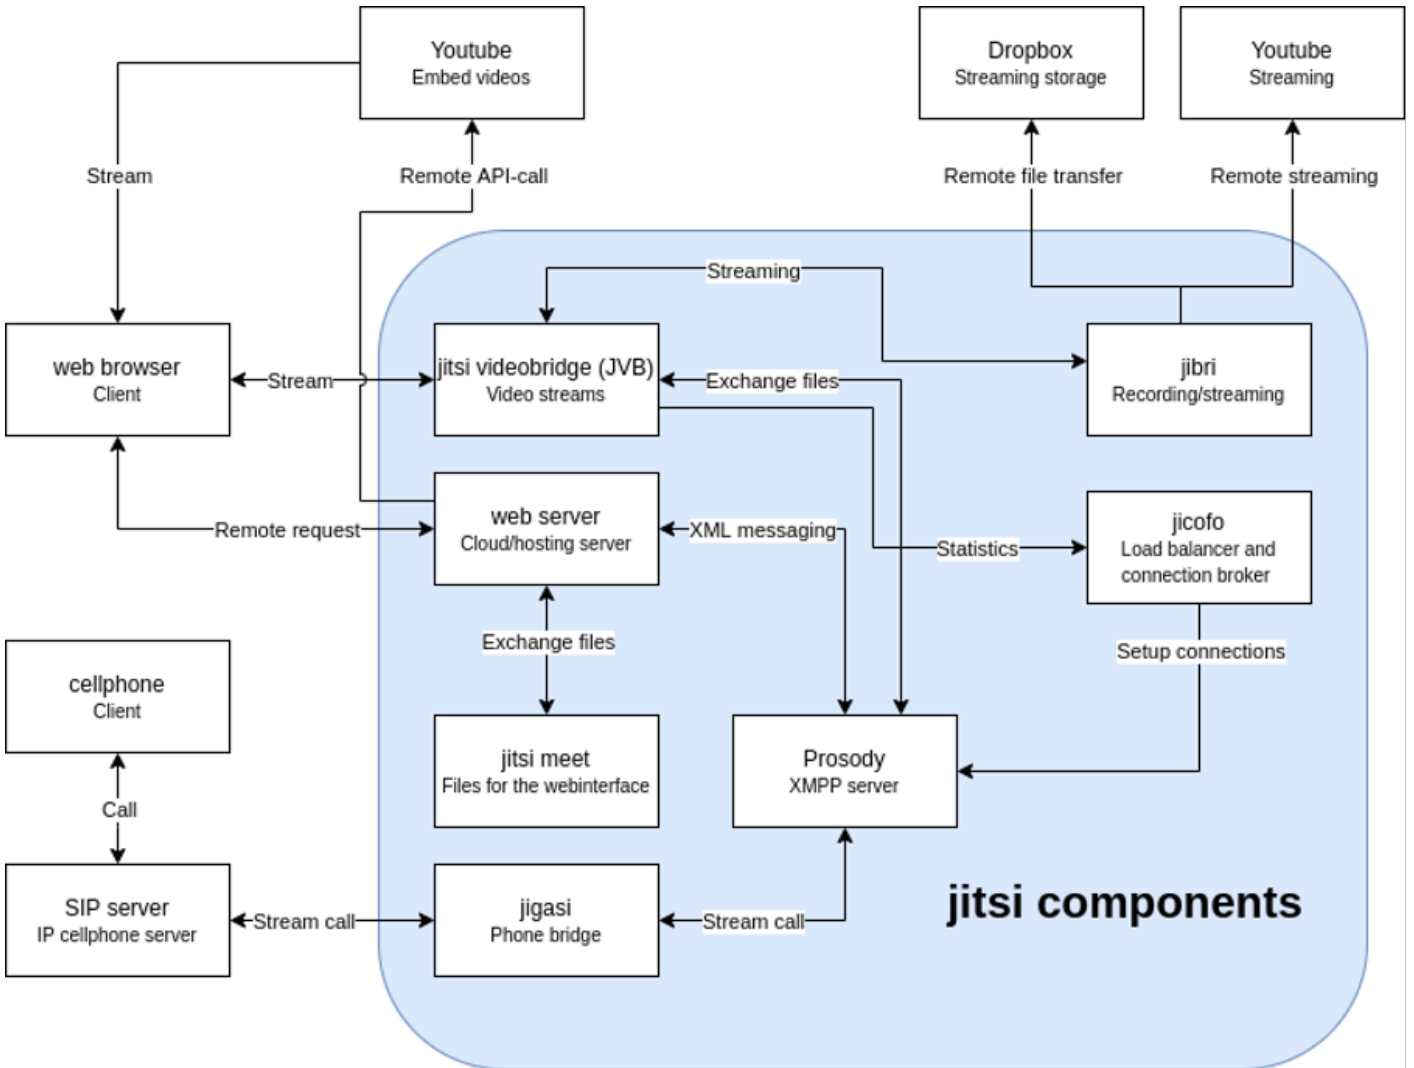 Youtube
Embed videos
Dropbox
Streaming storage
Youtube
Streaming
Stream
Remote API-call
Remote file transfer
Remote streaming
Streaming
web browser
Client
Stream
jitsi videobridge (JVB)
Video streams
Exchange files
jibri
Recording/streaming
Remote request
web server
Cloud/hosting server
XML messaging
Statistics
jicofo
Load balancer and
connection broker
Exchange files
Setup connections
cellphone
Client
jitsi meet
Files for the webinterface
Prosody
XMPP server
Call
SIP server
IP cellphone server
Stream call
jigasi
Phone bridge
Stream call
jitsi components